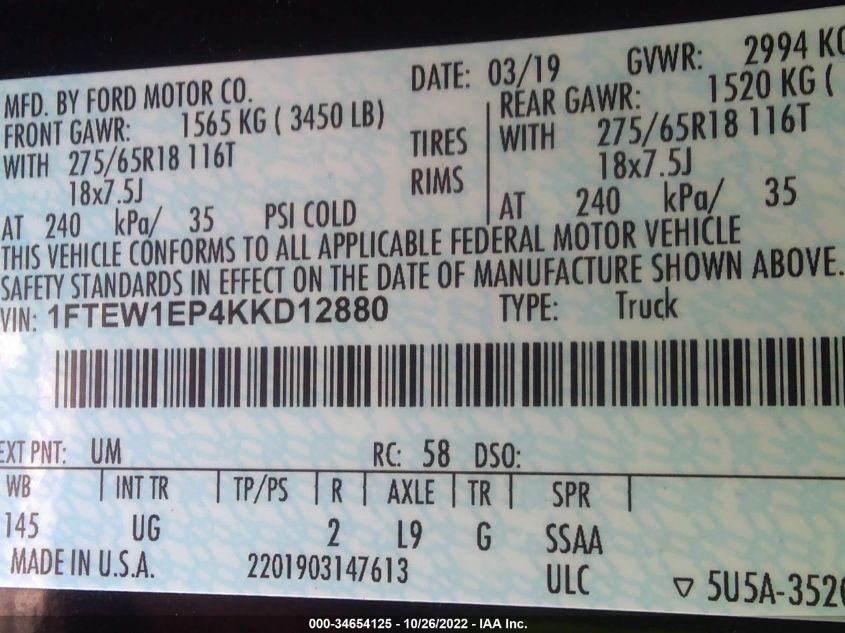 DATE: 03/19 GVWR: 2994 KG
MFD. BY FORD MOTOR CO.
FRONT GAWR: 1565 KG ( 3450 LB) REAR GAWR: 1520 KG (
WITH 275/65R18 116T TIRES WITH 275/65R18 116T
18x7.5J RIMS 18x7.5J
AT 240 kPa/ 35 PSI COLD AT 240 kPa/ 35
THIS VEHICLE CONFORMS TO ALL APPLICABLE FEDERAL MOTOR VEHICLE
SAFETY STANDARDS IN EFFECT ON THE DATE OF MANUFACTURE SHOWN ABOVE.
VIN: 1FTEW1EP4KKD12880 TYPE: Truck
EXT PNT: UM RC: 58 DSO:
WB INT TR TP/PS R AXLE TR SPR
145 UG 2 L9 G SSAA
MADE IN U.S.A. 2201903147613 ULC 5U5A-3520
000-34654125 - 10/26/2022 - IAA Inc.